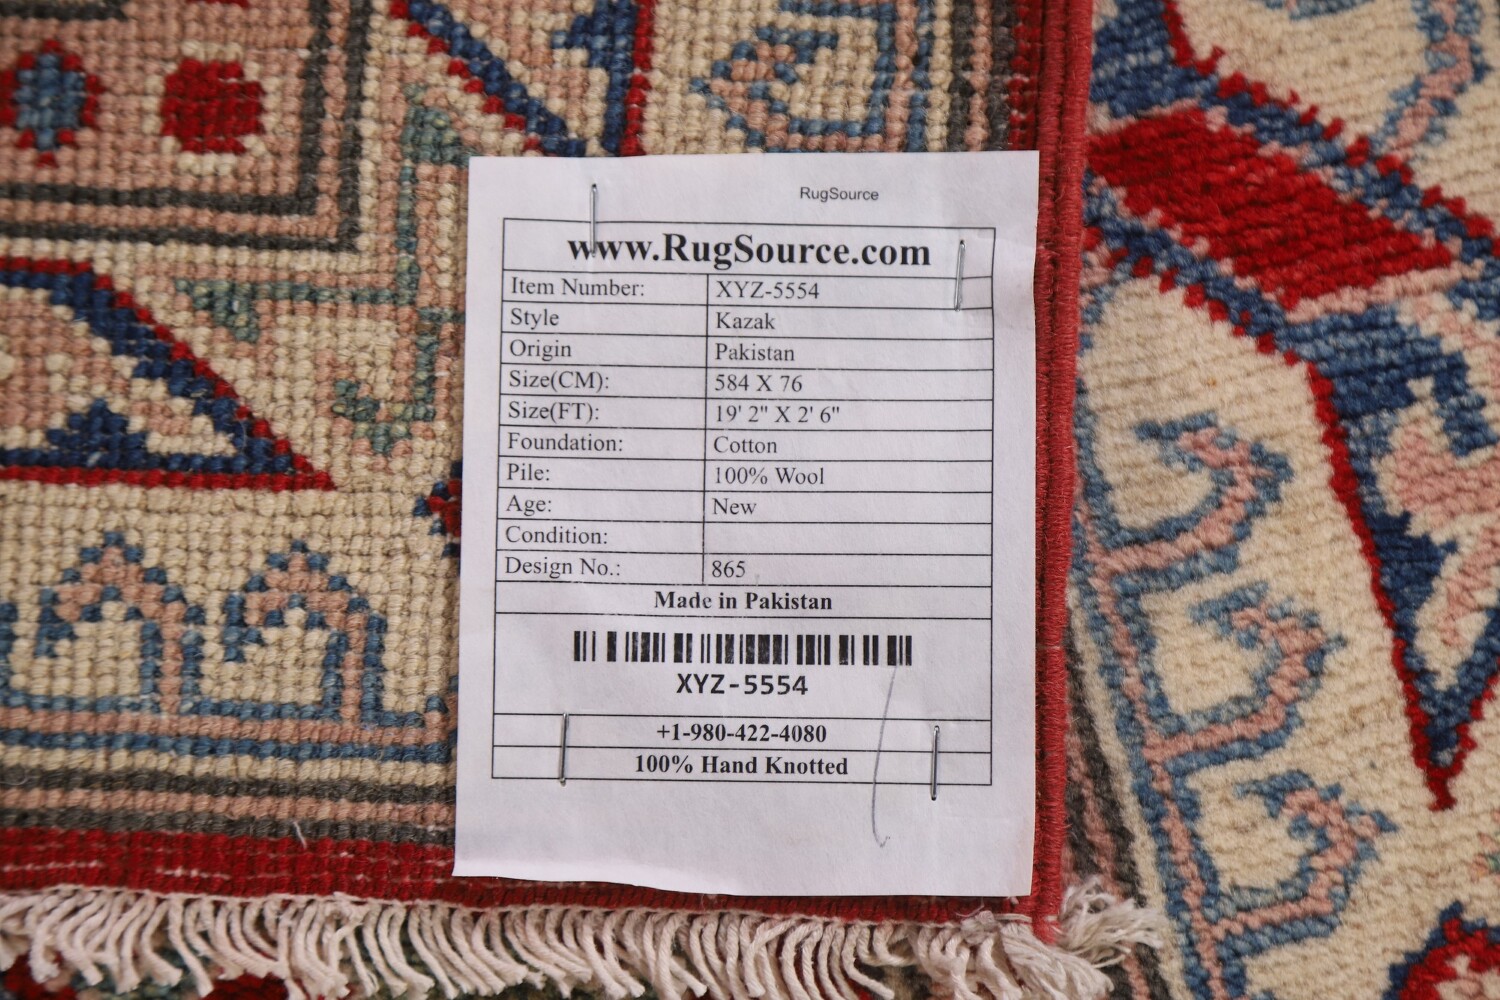 RugSource
www.RugSource.com
Item Number: XYZ-5554
Style Kazak
Origin Pakistan
Size(CM): 584 X 76
Size(FT): 19' 2" X 2' 6"
Foundation: Cotton
Pile: 100% Wool
Age: New
Condition:
Design No.: 865
Made in Pakistan
XYZ-5554
+1-980-422-4080
100% Hand Knotted